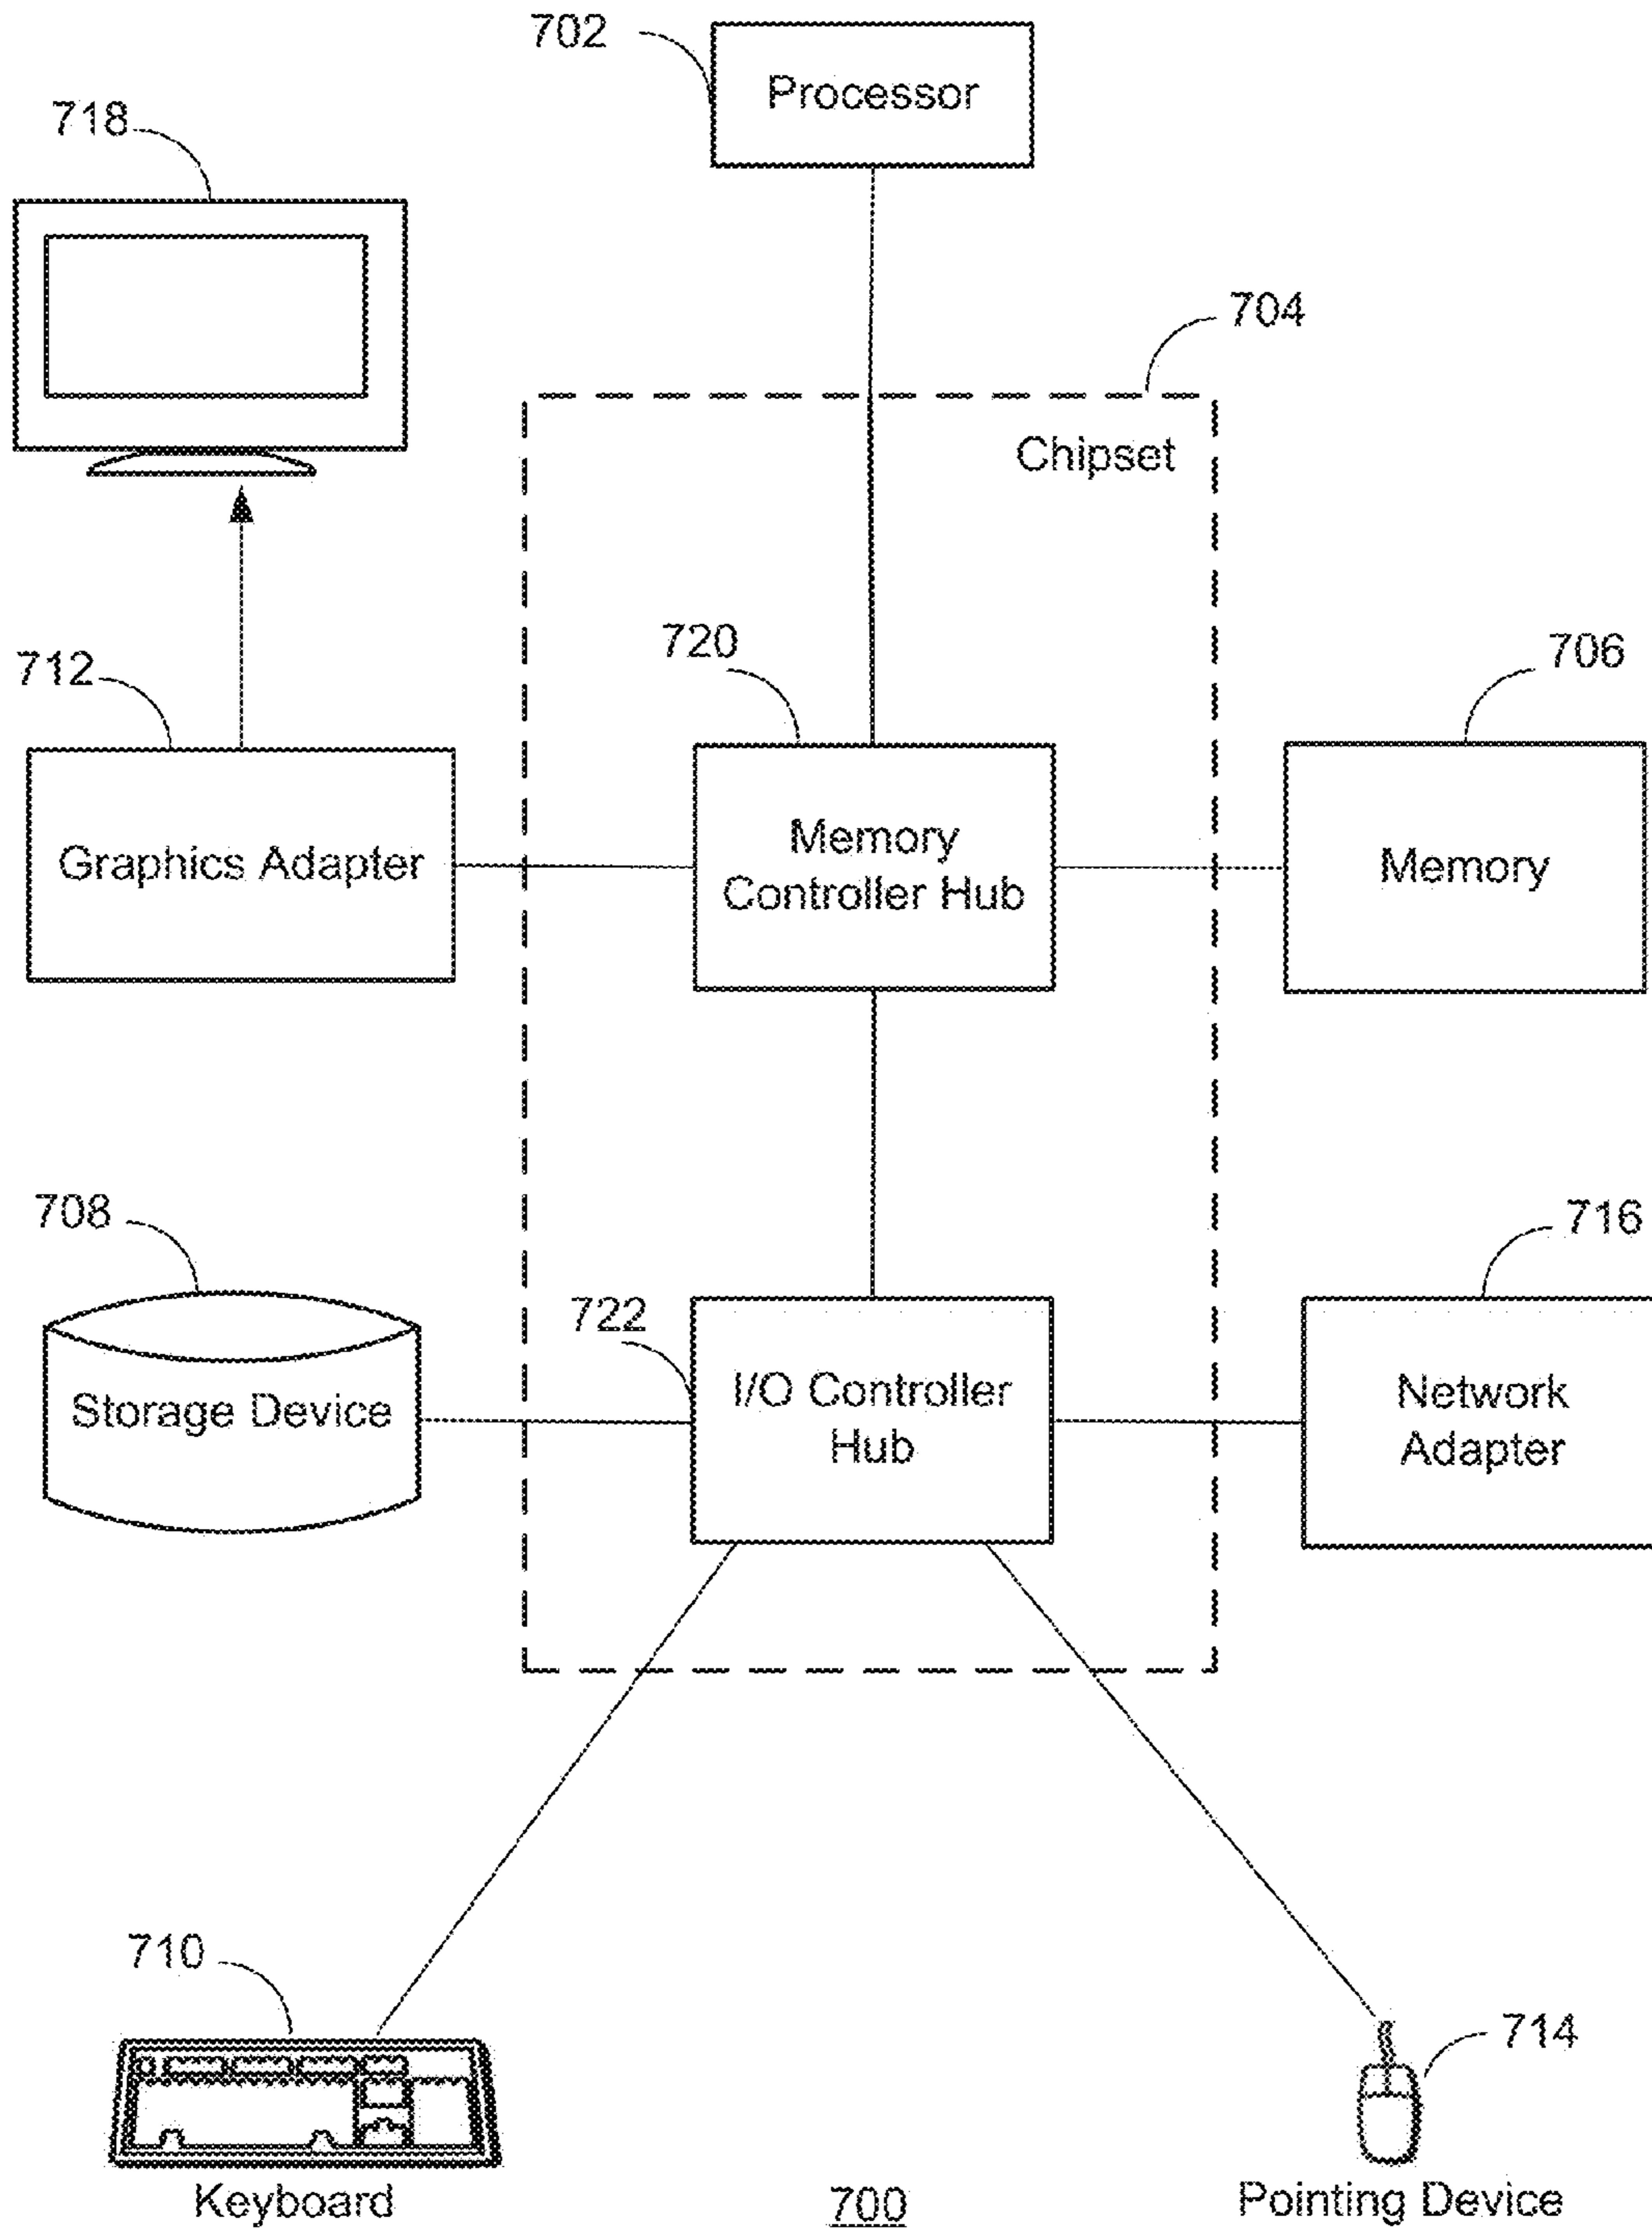 702
Processor
718
704
Chipset
720
706
712
Memory
Controller Hub
Graphics Adapter
Memory
708
716
722
I/O Controller
Hub
Storage Device
Network
Adapter
710
714
Keyboard
700
Pointing Device